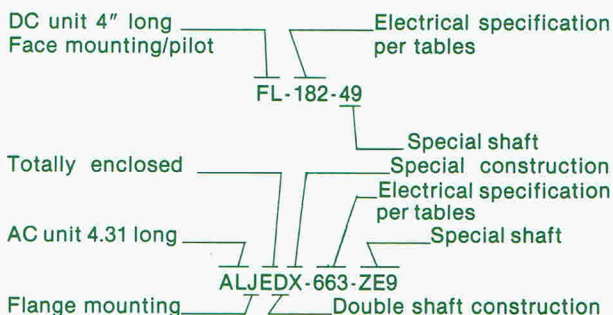 DC unit 4″ long
Face mounting/pilot
Electrical specification
per tables
FL-182-49
Special shaft
Totally enclosed
Special construction
Electrical specification
per tables
AC unit 4.31 long
Special shaft
ALJEDX-663-ZE9
Flange mounting
Double shaft construction